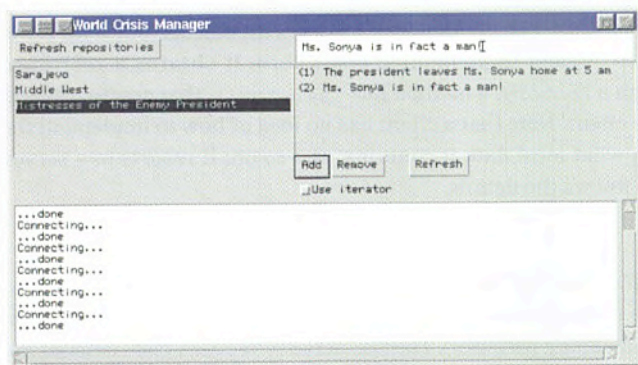 World Crisis Manager
Refresh repositories
Ms. Sonya is in fact a man!
Sarajevo
Middle West
Mistresses of the Enemy President
(1) The president leaves Ms. Sonya home at 5 am
(2) Ms. Sonya is in fact a man!
Add Remove Refresh
Use iterator
...done
Connecting...
...done
Connecting...
...done
Connecting...
...done
Connecting...
...done
Connecting...
...done